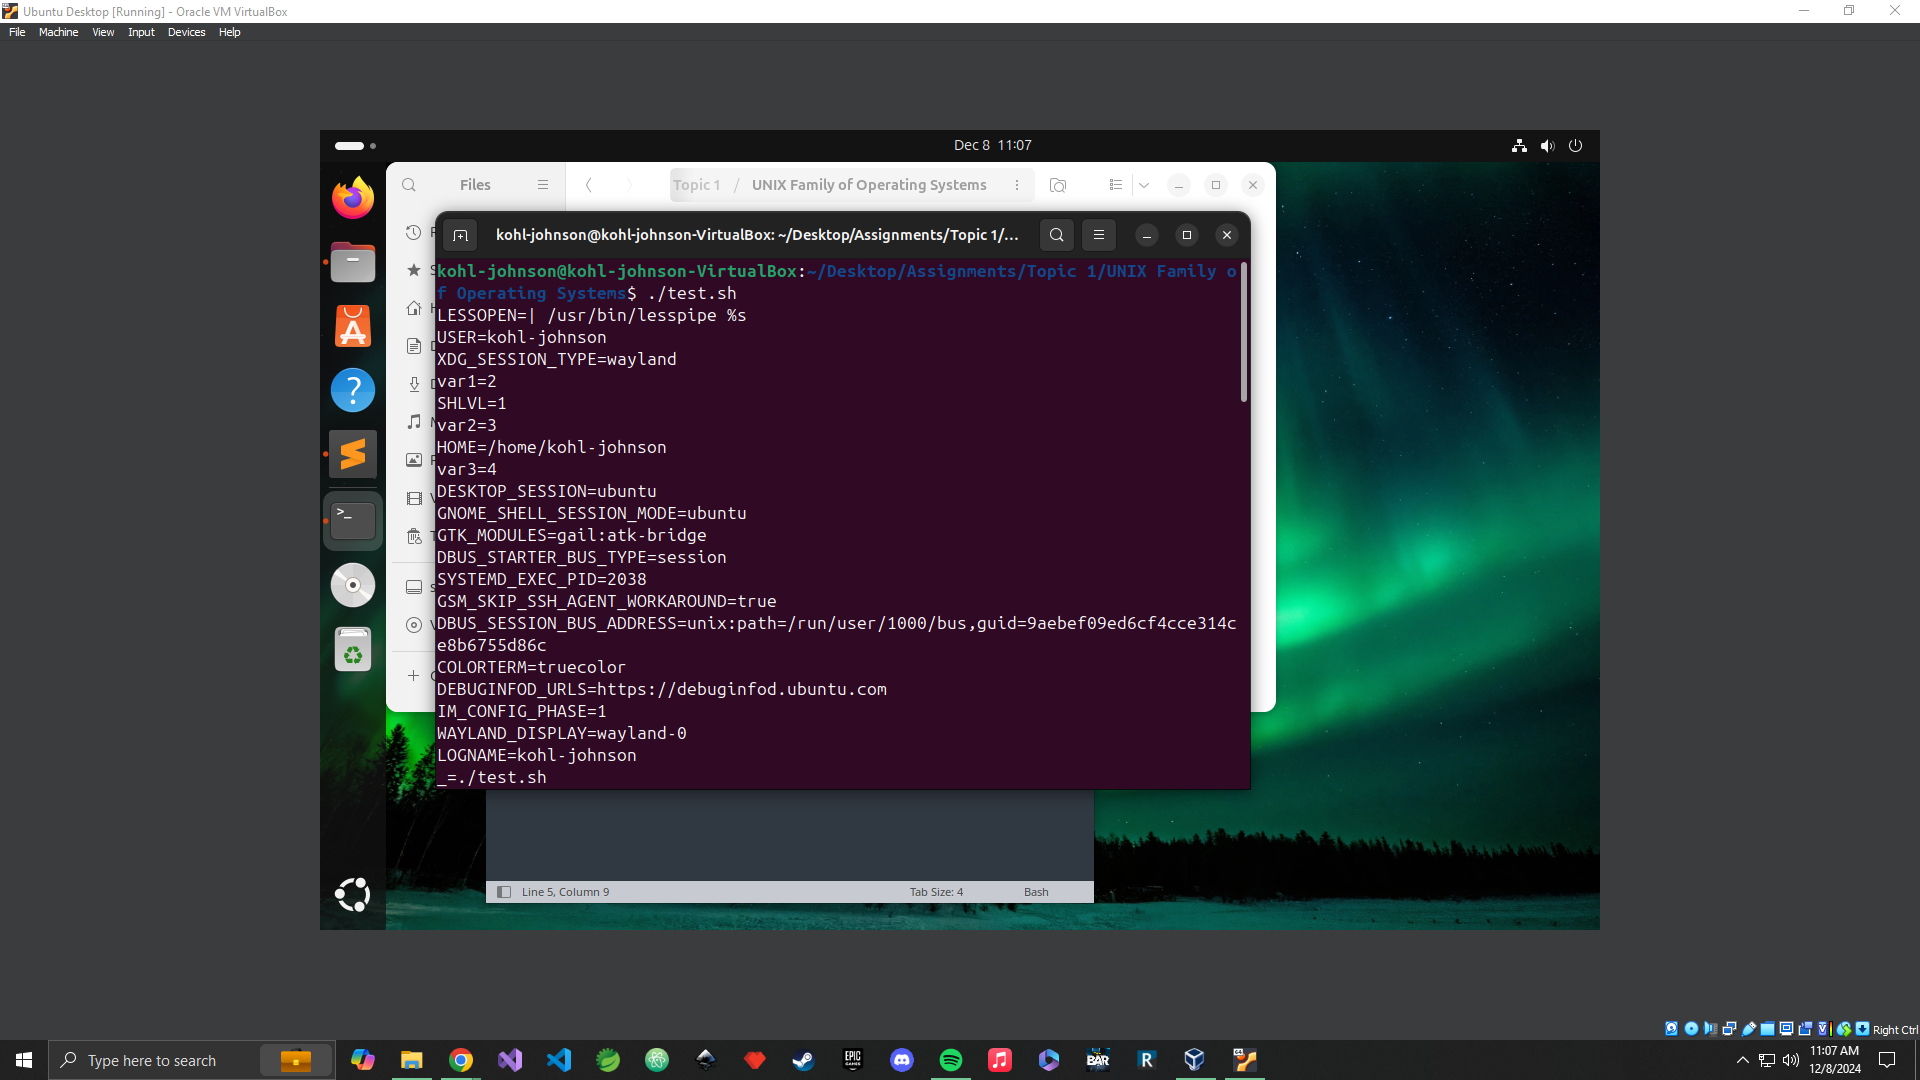 Ubuntu Desktop [Running] - Oracle VM VirtualBox
File Machine View Input Devices Help
Dec 8 11:07
Files
Topic 1 / UNIX Family of Operating Systems
kohl-johnson@kohl-johnson-VirtualBox: ~/Desktop/Assignments/Topic 1/...
kohl-johnson@kohl-johnson-VirtualBox:~/Desktop/Assignments/Topic 1/UNIX Family o
f Operating Systems$ ./test.sh
LESSOPEN=| /usr/bin/lesspipe %s
USER=kohl-johnson
XDG_SESSION_TYPE=wayland
var1=2
SHLVL=1
var2=3
HOME=/home/kohl-johnson
var3=4
DESKTOP_SESSION=ubuntu
GNOME_SHELL_SESSION_MODE=ubuntu
GTK_MODULES=gail:atk-bridge
DBUS_STARTER_BUS_TYPE=session
SYSTEMD_EXEC_PID=2038
GSM_SKIP_SSH_AGENT_WORKAROUND=true
DBUS_SESSION_BUS_ADDRESS=unix:path=/run/user/1000/bus,guid=9aebef09ed6cf4cce314c
e8b6755d86c
COLORTERM=truecolor
DEBUGINFOD_URLS=https://debuginfod.ubuntu.com
IM_CONFIG_PHASE=1
WAYLAND_DISPLAY=wayland-0
LOGNAME=kohl-johnson
_=./test.sh
Line 5, Column 9
Tab Size: 4
Bash
Right Ctrl
Type here to search
EPIC GAMES
BAR
R
11:07 AM
12/8/2024